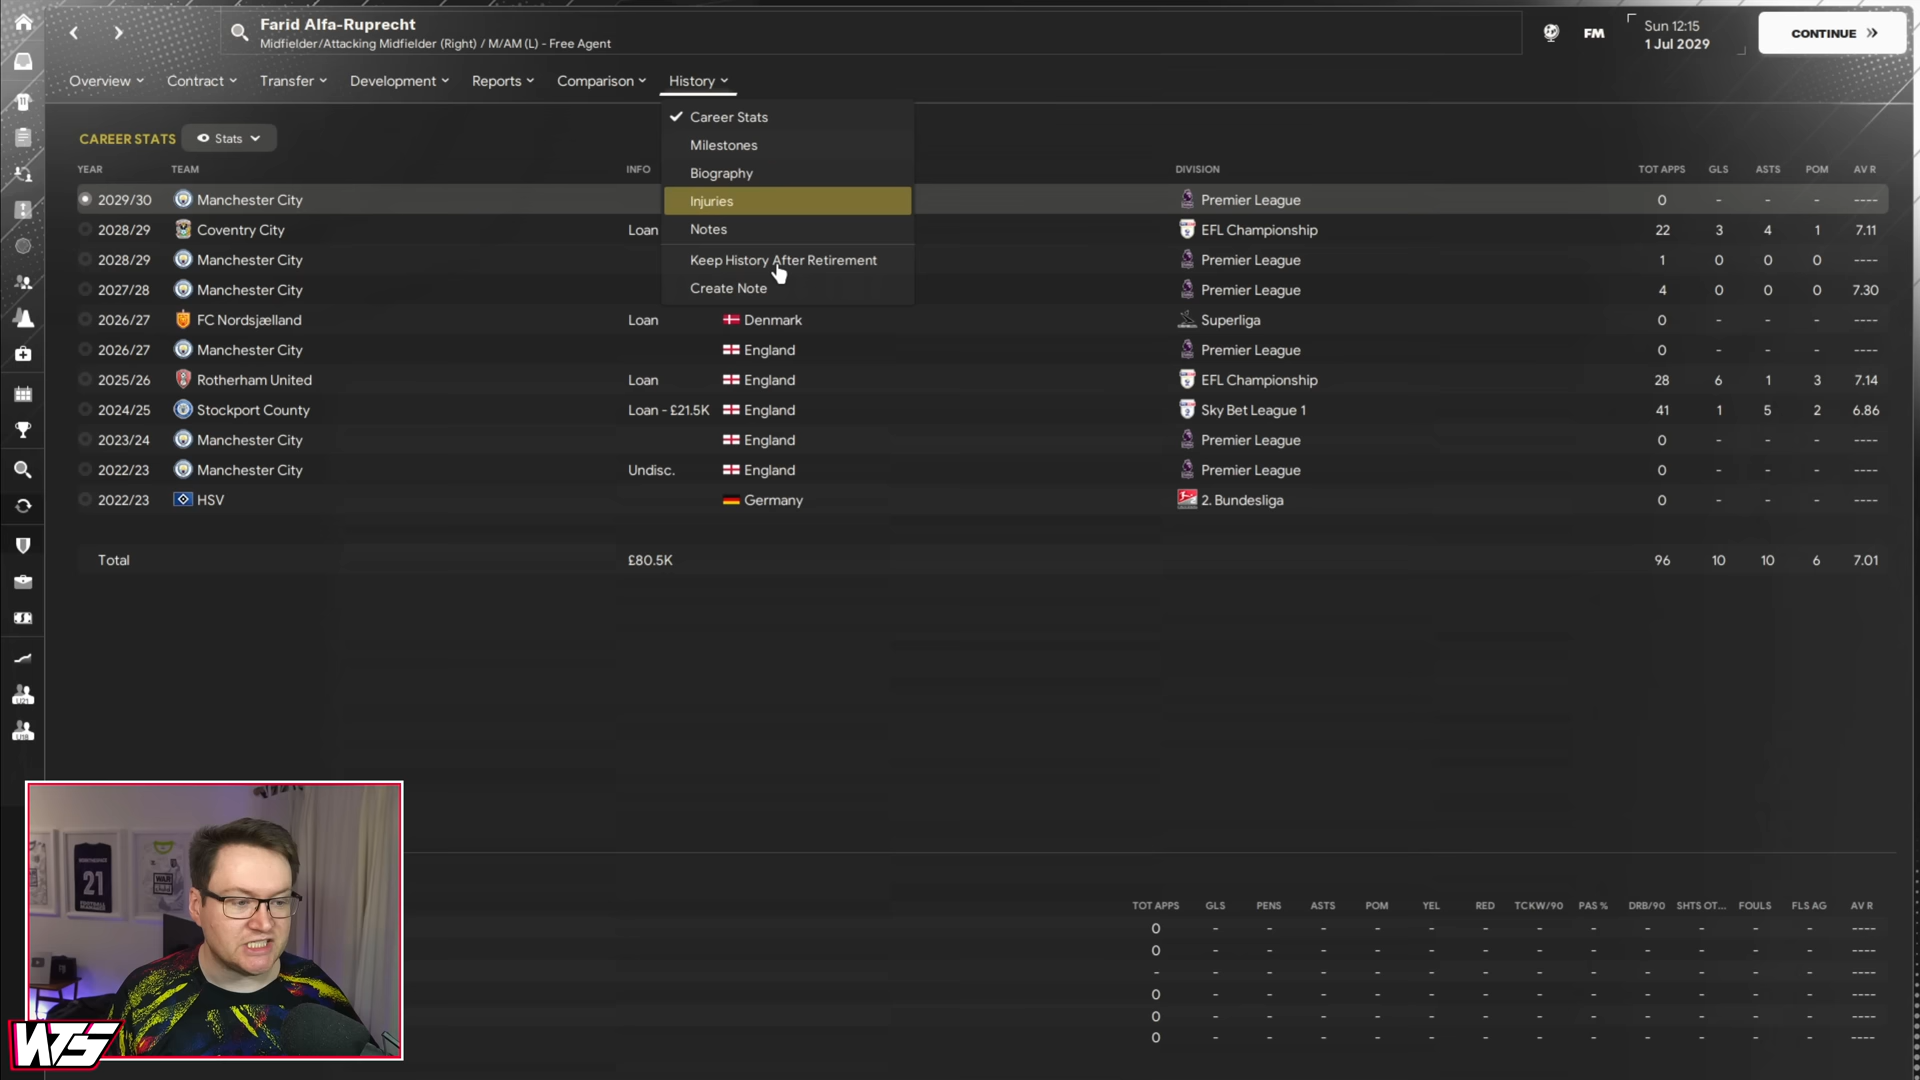 Farid Alfa-Ruprecht
Midfielder/Attacking Midfielder (Right) / M/AM (L) - Free Agent
FM
Sun 12:15
1 Jul 2029
CONTINUE
Overview Contract Transfer Development Reports Comparison History
Career Stats
Milestones
Biography
Injuries
Notes
Keep History After Retirement
Create Note
CAREER STATS Stats
YEAR TEAM INFO DIVISION TOT APPS GLS ASTS POM AV R
2029/30 Manchester City Premier League 0 - - - ----
2028/29 Coventry City Loan EFL Championship 22 3 4 1 7.11
2028/29 Manchester City Premier League 1 0 0 0 ----
2027/28 Manchester City Premier League 4 0 0 0 7.30
2026/27 FC Nordsjælland Loan Denmark Superliga 0 - - - ----
2026/27 Manchester City England Premier League 0 - - - ----
2025/26 Rotherham United Loan England EFL Championship 28 6 1 3 7.14
2024/25 Stockport County Loan - £21.5K England Sky Bet League 1 41 1 5 2 6.86
2023/24 Manchester City England Premier League 0 - - - ----
2022/23 Manchester City Undisc. England Premier League 0 - - - ----
2022/23 HSV Germany 2. Bundesliga 0 - - - ----
Total £80.5K 96 10 10 6 7.01
TOT APPS GLS PENS ASTS POM YEL RED TCKW/90 PAS % DRB/90 SHTS OT... FOULS FLS AG AV R
0 - - - - - - - - - - - - ----
0 - - - - - - - - - - - - ----
- - - - - - - - - - - - - ----
0 - - - - - - - - - - - - ----
0 - - - - - - - - - - - - ----
0 - - - - - - - - - - - - ----
U21
U18
21
WTS